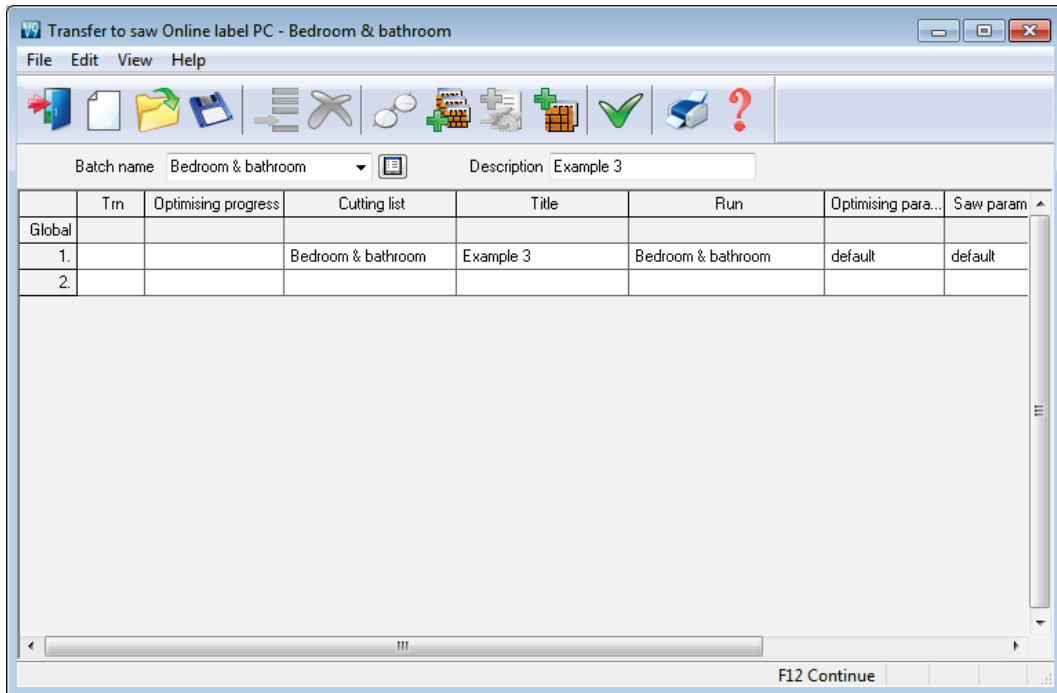 V9 Transfer to saw Online label PC - Bedroom & bathroom
File Edit View Help
Batch name Bedroom & bathroom Description Example 3
Trn Optimising progress Cutting list Title Run Optimising para... Saw param
Global
1. Bedroom & bathroom Example 3 Bedroom & bathroom default default
2.
F12 Continue